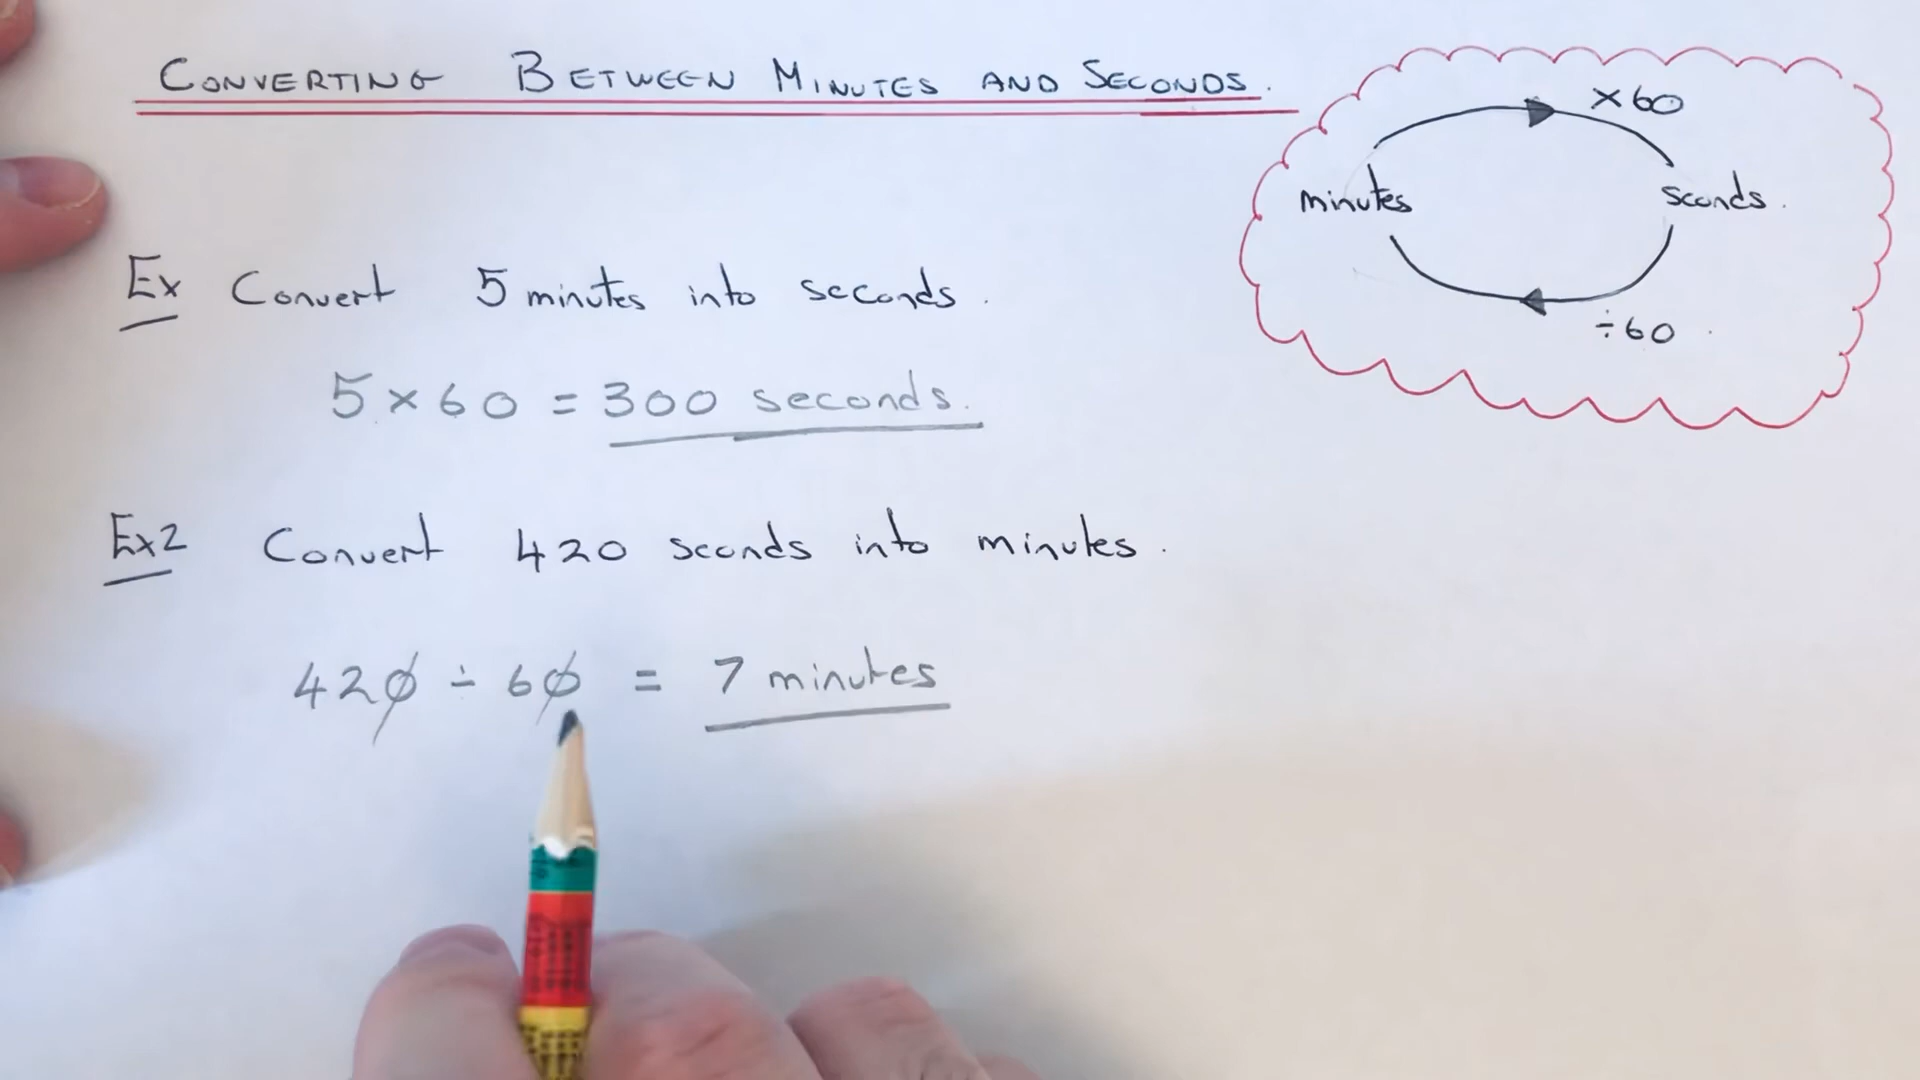 CONVERTING BETWEEN MINUTES AND SECONDS.
×60
minutes seconds.
÷60
Ex Convert 5 minutes into seconds.
5 × 60 = 300 seconds.
Ex2 Convert 420 seconds into minutes.
420 ÷ 60 = 7 minutes